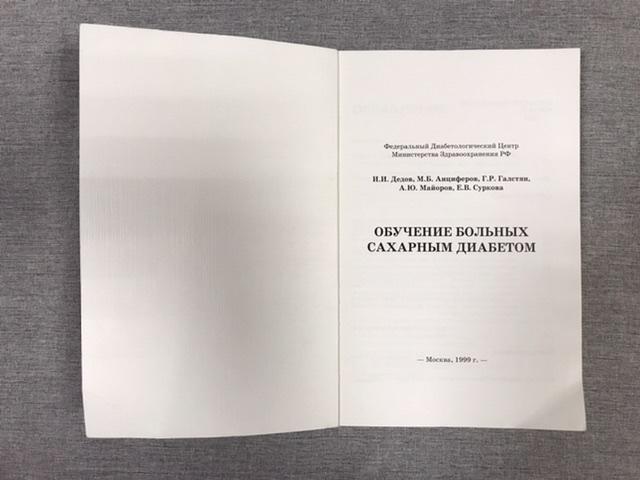 Федеральный Диабетологический Центр
Министерства Здравоохранения РФ
И.И. Дедов, М.Б. Анциферов, Г.Р. Галстян,
А.Ю. Майоров, Е.В. Суркова
ОБУЧЕНИЕ БОЛЬНЫХ
САХАРНЫМ ДИАБЕТОМ
— Москва, 1999 г. —